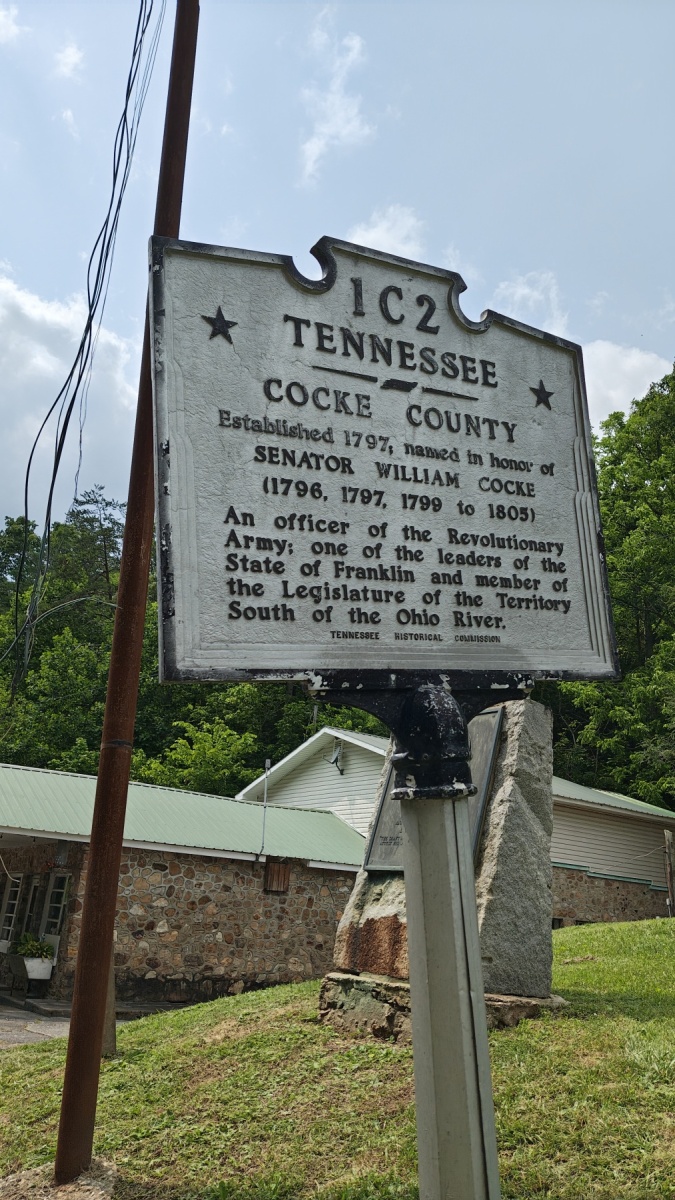 1C2
TENNESSEE
COCKE COUNTY
Established 1797; named in honor of
SENATOR WILLIAM COCKE
(1796, 1797, 1799 to 1805)
An officer of the Revolutionary
Army; one of the leaders of the
State of Franklin and member of
the Legislature of the Territory
South of the Ohio River.
TENNESSEE HISTORICAL COMMISSION